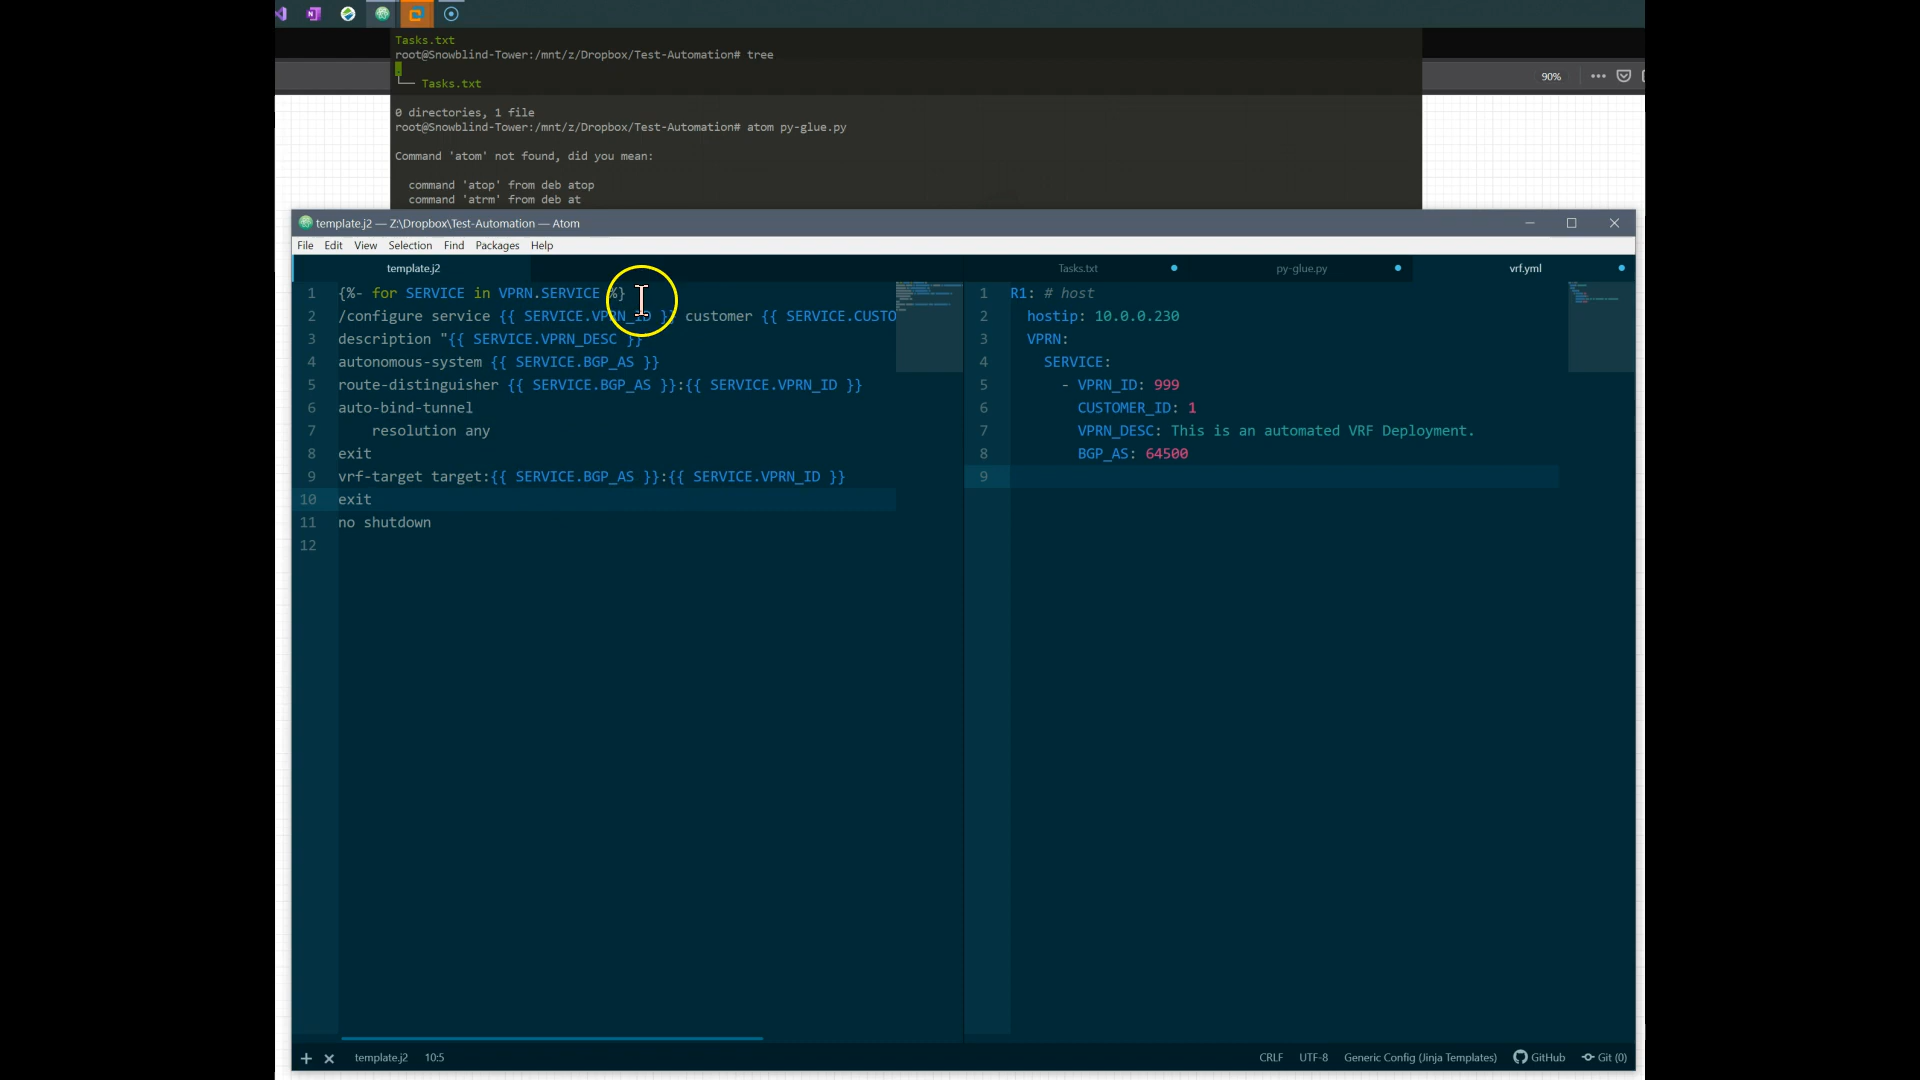 Tasks.txt
root@Snowblind-Tower:/mnt/z/Dropbox/Test-Automation# tree
.
└── Tasks.txt
0 directories, 1 file
root@Snowblind-Tower:/mnt/z/Dropbox/Test-Automation# atom py-glue.py
Command 'atom' not found, did you mean:
command 'atop' from deb atop
command 'atrm' from deb at
90%
template.j2 — Z:\Dropbox\Test-Automation — Atom
File Edit View Selection Find Packages Help
template.j2
Tasks.txt py-glue.py vrf.yml
1 {%- for SERVICE in VPRN.SERVICE %}
2 /configure service {{ SERVICE.VPRN_ID }} customer {{ SERVICE.CUSTO
3 description "{{ SERVICE.VPRN_DESC }}
4 autonomous-system {{ SERVICE.BGP_AS }}
5 route-distinguisher {{ SERVICE.BGP_AS }}:{{ SERVICE.VPRN_ID }}
6 auto-bind-tunnel
7 resolution any
8 exit
9 vrf-target target:{{ SERVICE.BGP_AS }}:{{ SERVICE.VPRN_ID }}
10 exit
11 no shutdown
12
1 R1: # host
2 hostip: 10.0.0.230
3 VPRN:
4 SERVICE:
5 - VPRN_ID: 999
6 CUSTOMER_ID: 1
7 VPRN_DESC: This is an automated VRF Deployment.
8 BGP_AS: 64500
9
template.j2 10:5
CRLF UTF-8 Generic Config (Jinja Templates) GitHub Git (0)